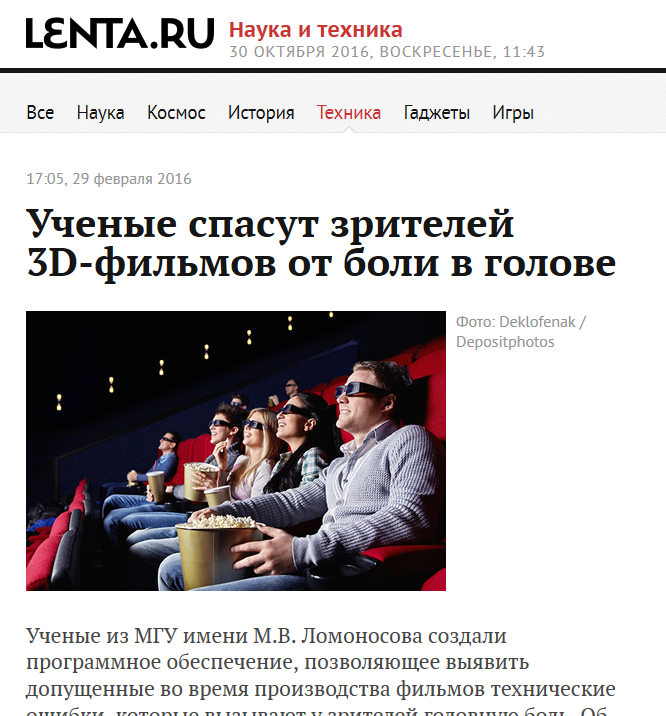 LENTA.RU
Наука и техника
30 ОКТЯБРЯ 2016, ВОСКРЕСЕНЬЕ, 11:43
Все Наука Космос История Техника Гаджеты Игры
17:05, 29 февраля 2016
Ученые спасут зрителей
3D-фильмов от боли в голове
Фото: Deklofenak /
Depositphotos
Ученые из МГУ имени М.В. Ломоносова создали
программное обеспечение, позволяющее выявить
допущенные во время производства фильмов технические
ошибки, которые вызывают у зрителей головную боль. Об